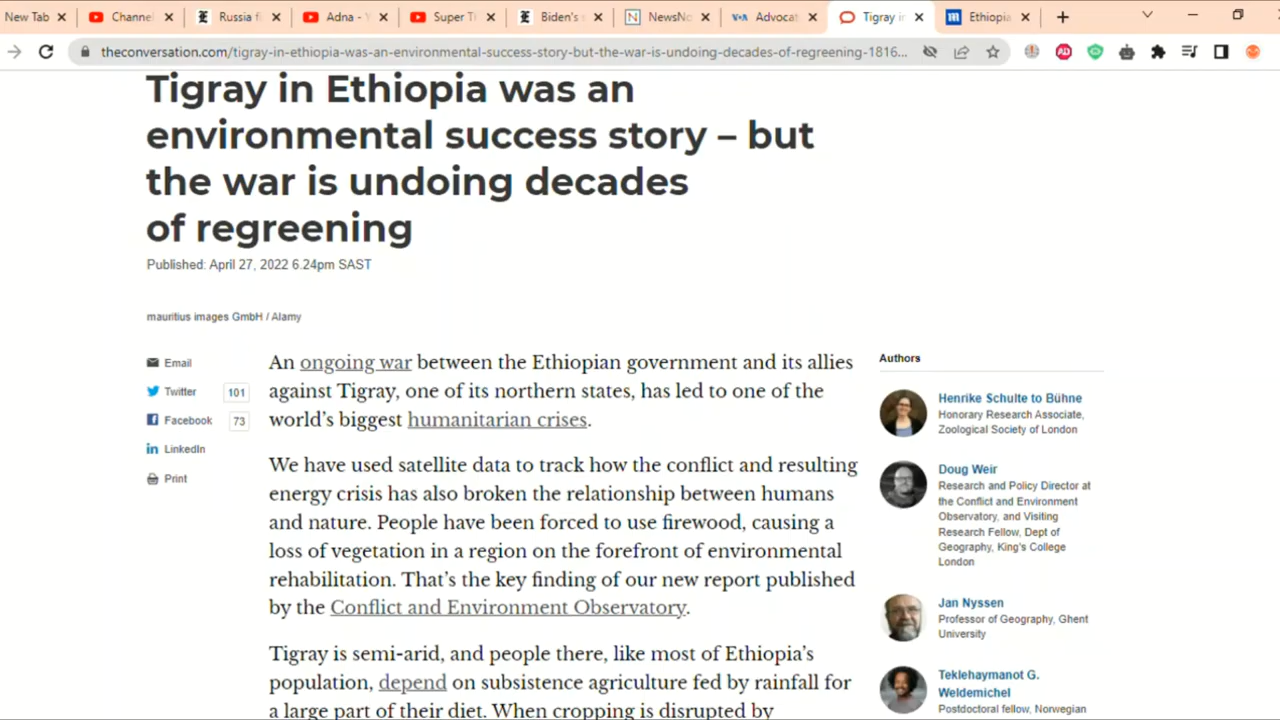 New Tab
Channel
Russia fi
Adna - Y
Super T
Biden's s
NewsNo
VOA Advocat
Tigray in
Ethiopia
theconversation.com/tigray-in-ethiopia-was-an-environmental-success-story-but-the-war-is-undoing-decades-of-regreening-1816...
Tigray in Ethiopia was an
environmental success story – but
the war is undoing decades
of regreening
Published: April 27, 2022 6.24pm SAST
mauritius images GmbH / Alamy
Email
Twitter 101
Facebook 73
LinkedIn
Print
An ongoing war between the Ethiopian government and its allies
against Tigray, one of its northern states, has led to one of the
world's biggest humanitarian crises.
We have used satellite data to track how the conflict and resulting
energy crisis has also broken the relationship between humans
and nature. People have been forced to use firewood, causing a
loss of vegetation in a region on the forefront of environmental
rehabilitation. That's the key finding of our new report published
by the Conflict and Environment Observatory.
Tigray is semi-arid, and people there, like most of Ethiopia's
population, depend on subsistence agriculture fed by rainfall for
a large part of their diet. When cropping is disrupted by
Authors
Henrike Schulte to Bühne
Honorary Research Associate,
Zoological Society of London
Doug Weir
Research and Policy Director at
the Conflict and Environment
Observatory, and Visiting
Research Fellow, Dept of
Geography, King's College
London
Jan Nyssen
Professor of Geography, Ghent
University
Teklehaymanot G.
Weldemichel
Postdoctoral fellow, Norwegian